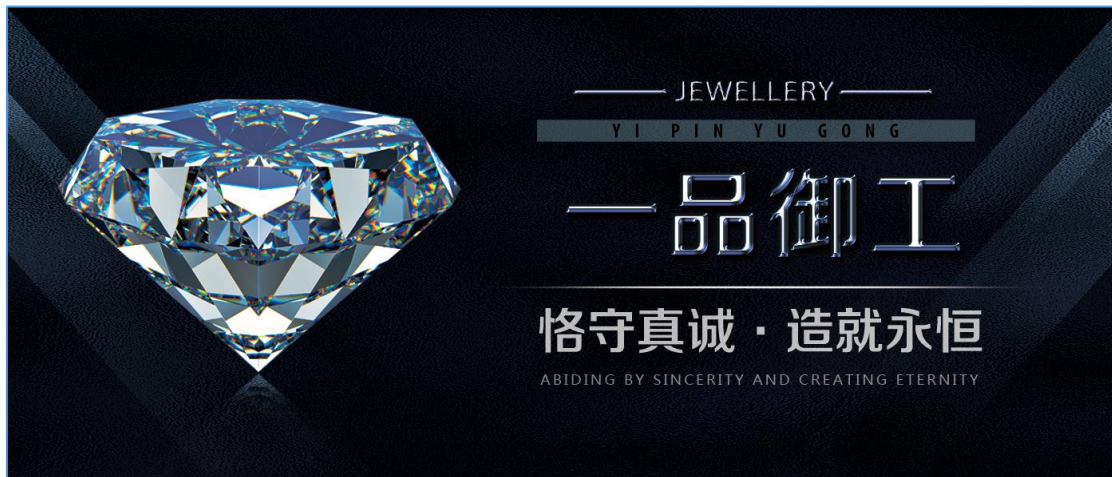 JEWELLERY
YI PIN YU GONG
一品御工
恪守真诚·造就永恒
ABIDING BY SINCERITY AND CREATING ETERNITY